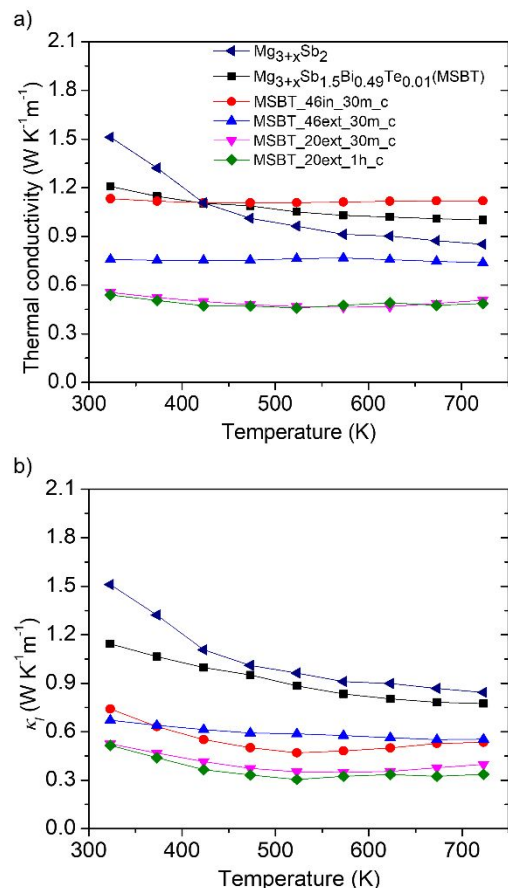 a)
2.1
1.8
1.5
1.2
0.9
0.6
0.3
0.0
Thermal conductivity (W K⁻¹m⁻¹)
Mg₃₊ₓSb₂
Mg₃₊ₓSb₁.₅Bi₀.₄₉Te₀.₀₁(MSBT)
MSBT_46in_30m_c
MSBT_46ext_30m_c
MSBT_20ext_30m_c
MSBT_20ext_1h_c
300 400 500 600 700
Temperature (K)
b)
2.1
1.8
1.5
1.2
0.9
0.6
0.3
0.0
κₗ (W K⁻¹m⁻¹)
300 400 500 600 700
Temperature (K)